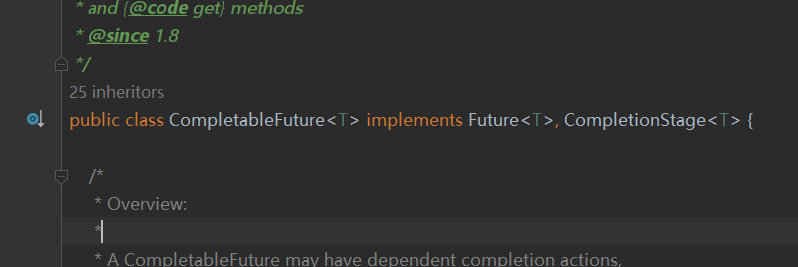 * and {@code get} methods
* @since 1.8
*/
25 inheritors
public class CompletableFuture<T> implements Future<T>, CompletionStage<T> {
/*
* Overview:
*
* A CompletableFuture may have dependent completion actions,